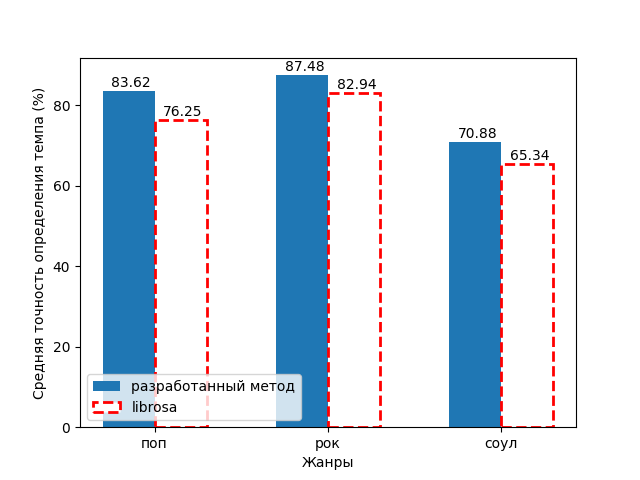 Средняя точность определения темпа (%)
80
60
40
20
0
83.62
76.25
87.48
82.94
70.88
65.34
разработанный метод
librosa
поп
рок
соул
Жанры